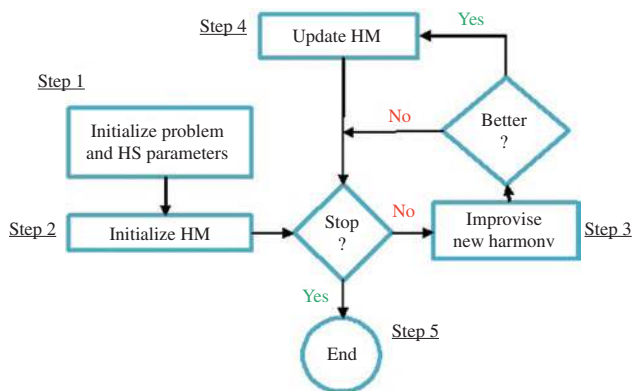 Step 4
Update HM
Yes
Step 1
Initialize problem
and HS parameters
No
Better
?
Step 2
Initialize HM
Stop
?
No
Improvise
new harmonv
Step 3
Yes
Step 5
End